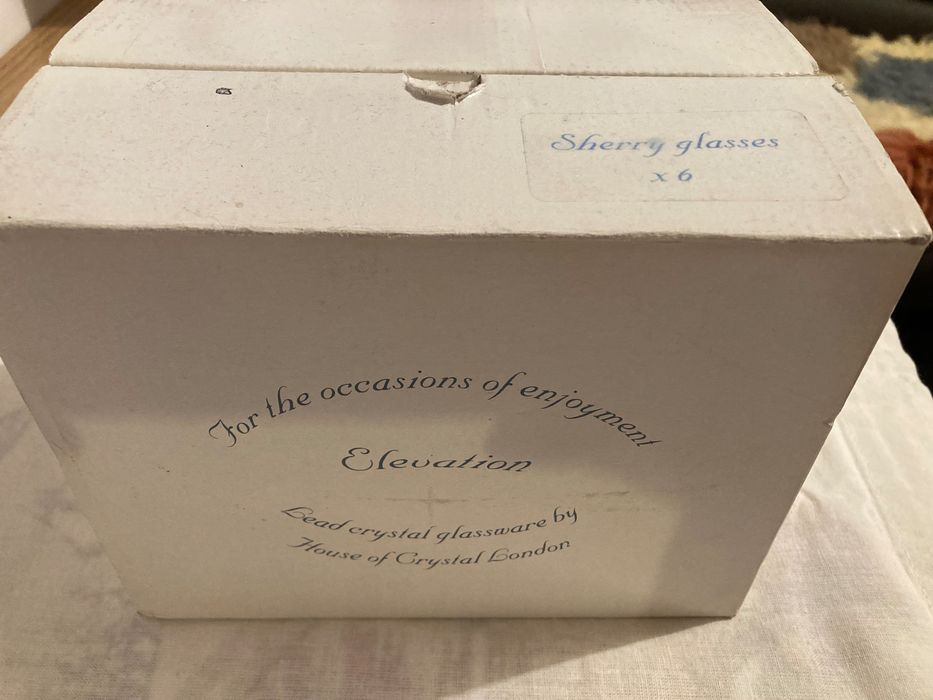 Sherry glasses
x 6
For the occasions of enjoyment
Elevation
Lead crystal glassware by
House of Crystal London